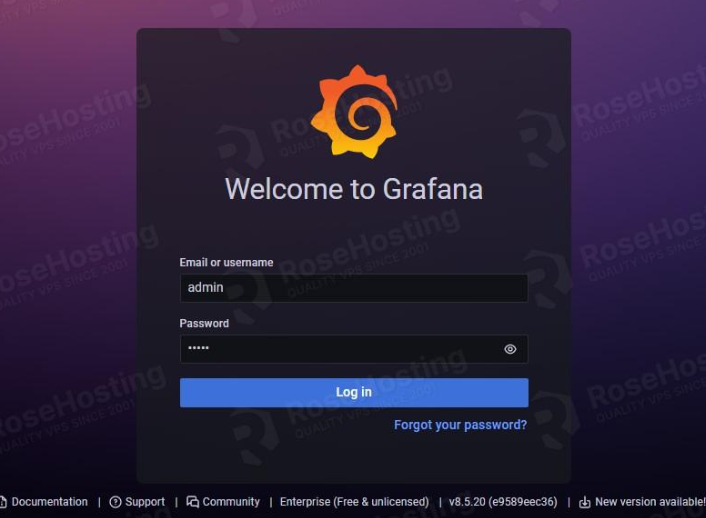 Welcome to Grafana
Email or username
admin
Password
•••••
Log in
Forgot your password?
Documentation | Support | Community | Enterprise (Free & unlicensed) | v8.5.20 (e9589eec36) | New version available!
RoseHosting
QUALITY VPS SINCE 2001